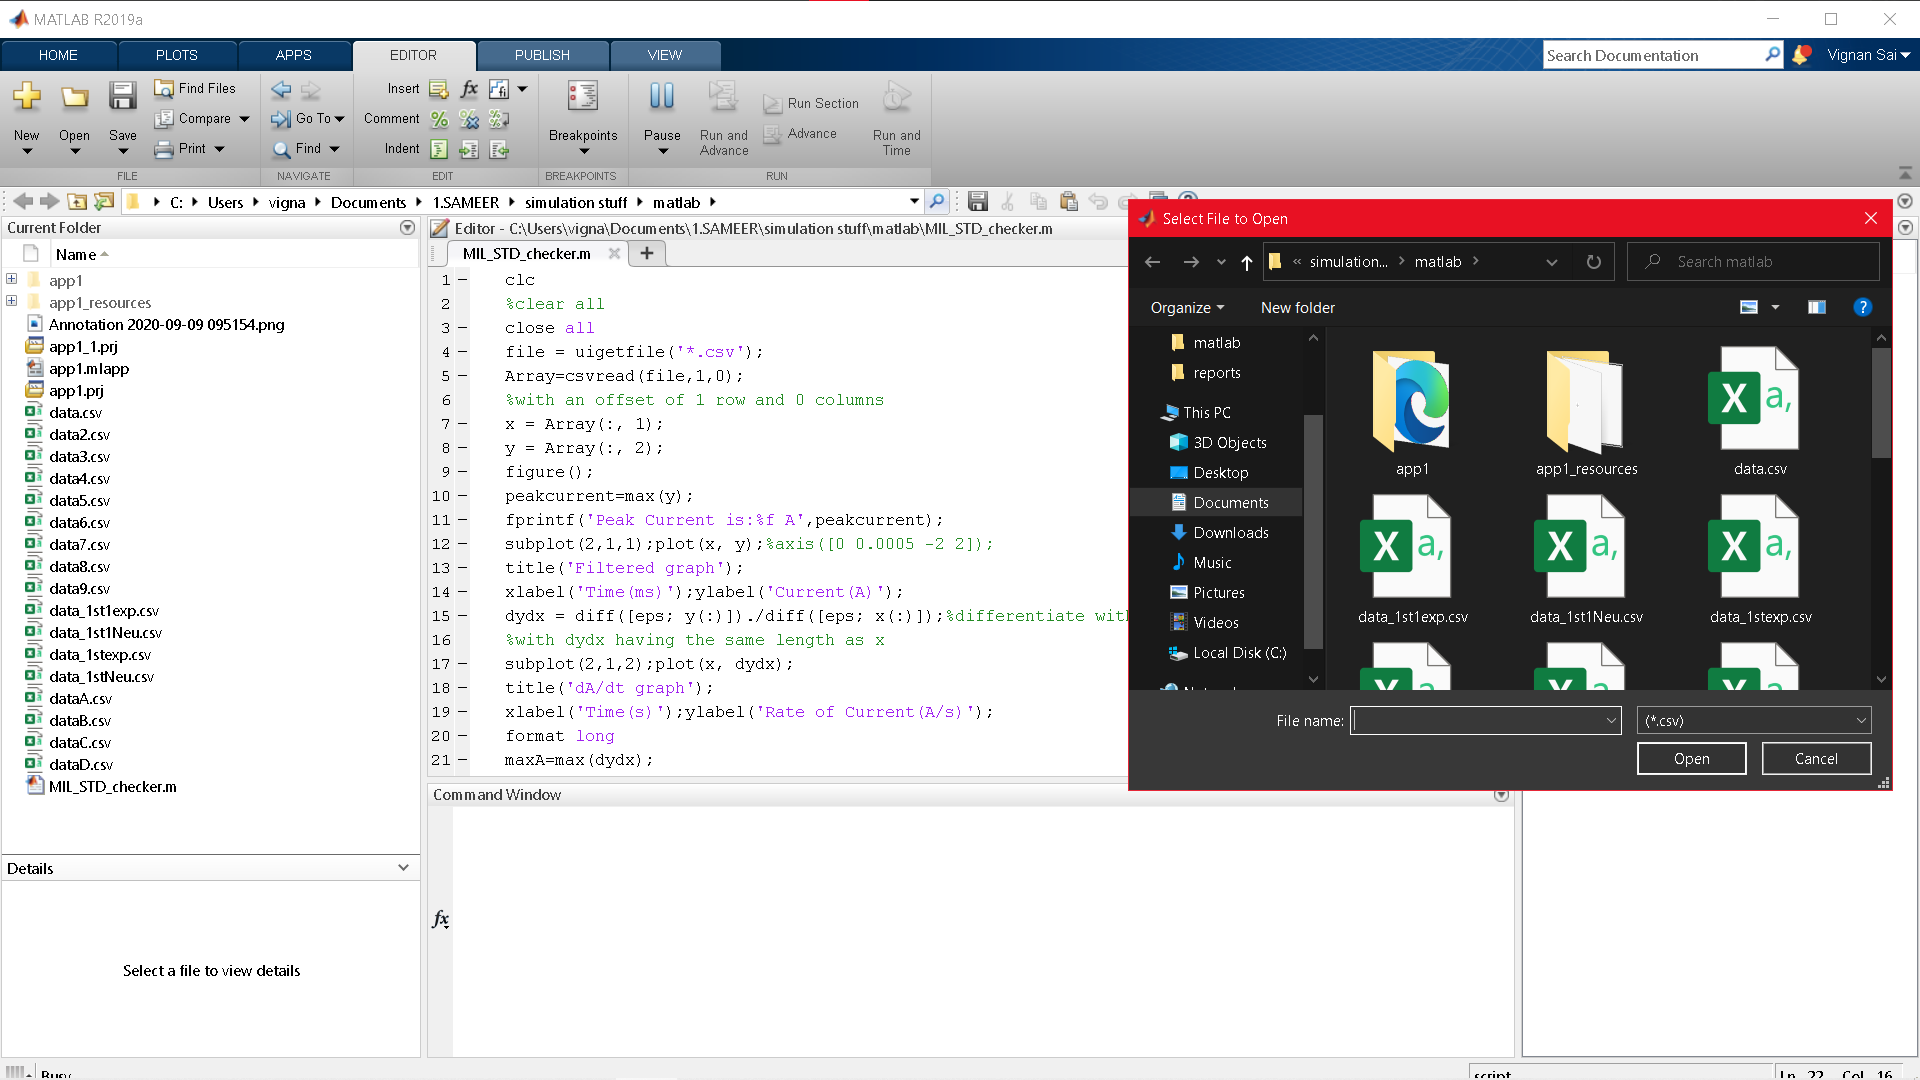 MATLAB R2019a
HOME PLOTS APPS EDITOR PUBLISH VIEW Search Documentation Vignan Sai
New Open Save Find Files Compare Print
Go To Find
Insert fx
Comment
Indent
Breakpoints
Pause Run and Advance Run Section Advance Run and Time
FILE NAVIGATE EDIT BREAKPOINTS RUN
C: Users vigna Documents 1.SAMEER simulation stuff matlab
Current Folder
Name
app1
app1_resources
Annotation 2020-09-09 095154.png
app1_1.prj
app1.mlapp
app1.prj
data.csv
data2.csv
data3.csv
data4.csv
data5.csv
data6.csv
data7.csv
data8.csv
data9.csv
data_1st1exp.csv
data_1st1Neu.csv
data_1stexp.csv
data_1stNeu.csv
dataA.csv
dataB.csv
dataC.csv
dataD.csv
MIL_STD_checker.m
Details
Select a file to view details
Editor - C:\Users\vigna\Documents\1.SAMEER\simulation stuff\matlab\MIL_STD_checker.m
MIL_STD_checker.m
1 – clc
2 %clear all
3 – close all
4 – file = uigetfile('*.csv');
5 – Array=csvread(file,1,0);
6 %with an offset of 1 row and 0 columns
7 – x = Array(:, 1);
8 – y = Array(:, 2);
9 – figure();
10 – peakcurrent=max(y);
11 – fprintf('Peak Current is:%f A',peakcurrent);
12 – subplot(2,1,1);plot(x, y);%axis([0 0.0005 -2 2]);
13 – title('Filtered graph');
14 – xlabel('Time(ms)');ylabel('Current(A)');
15 – dydx = diff([eps; y(:)])./diff([eps; x(:)]);%differentiate with
16 %with dydx having the same length as x
17 – subplot(2,1,2);plot(x, dydx);
18 – title('dA/dt graph');
19 – xlabel('Time(s)');ylabel('Rate of Current(A/s)');
20 – format long
21 – maxA=max(dydx);
Command Window
fx
Select File to Open
« simulation... matlab
Search matlab
Organize New folder
matlab
reports
This PC
3D Objects
Desktop
Documents
Downloads
Music
Pictures
Videos
Local Disk (C:)
app1 app1_resources data.csv
data_1st1exp.csv data_1st1Neu.csv data_1stexp.csv
File name: (*.csv)
Open Cancel
Busy
script Ln 22 Col 16